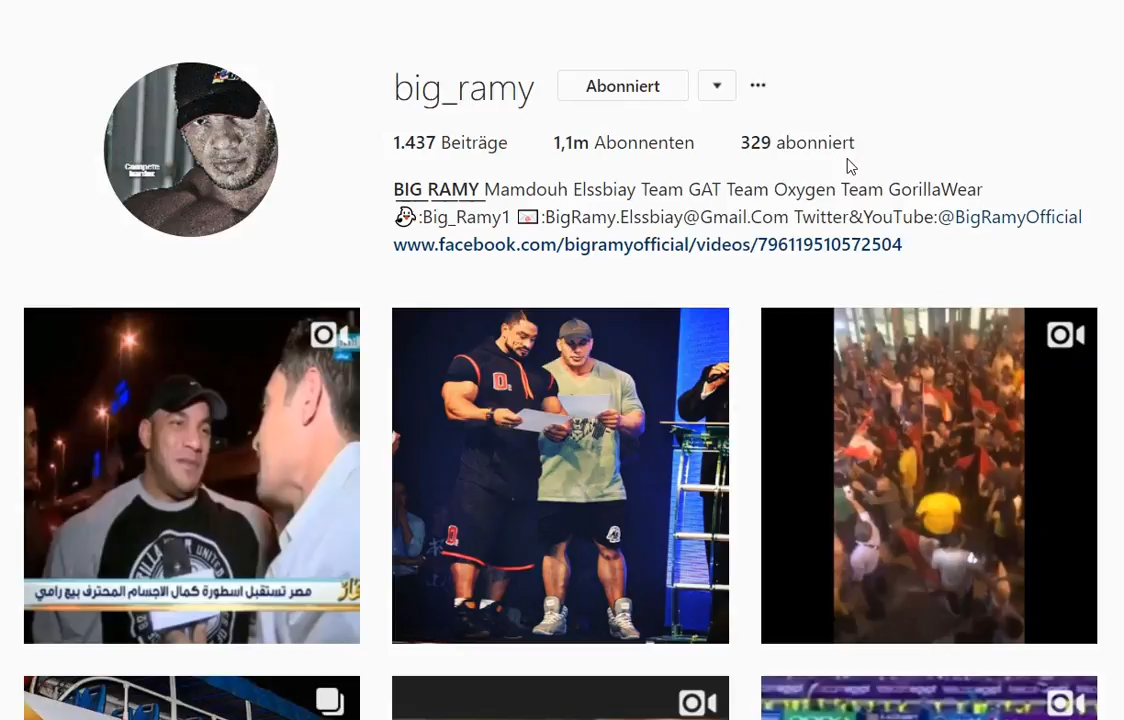 big_ramy
Abonniert
1.437 Beiträge 1,1m Abonnenten 329 abonniert
BIG RAMY Mamdouh Elssbiay Team GAT Team Oxygen Team GorillaWear
:Big_Ramy1 :BigRamy.Elssbiay@Gmail.Com Twitter&YouTube:@BigRamyOfficial
www.facebook.com/bigramyofficial/videos/796119510572504
Compete
harder
مصر تستقبل اسطورة كمال الاجسام المحترف بيج رامي